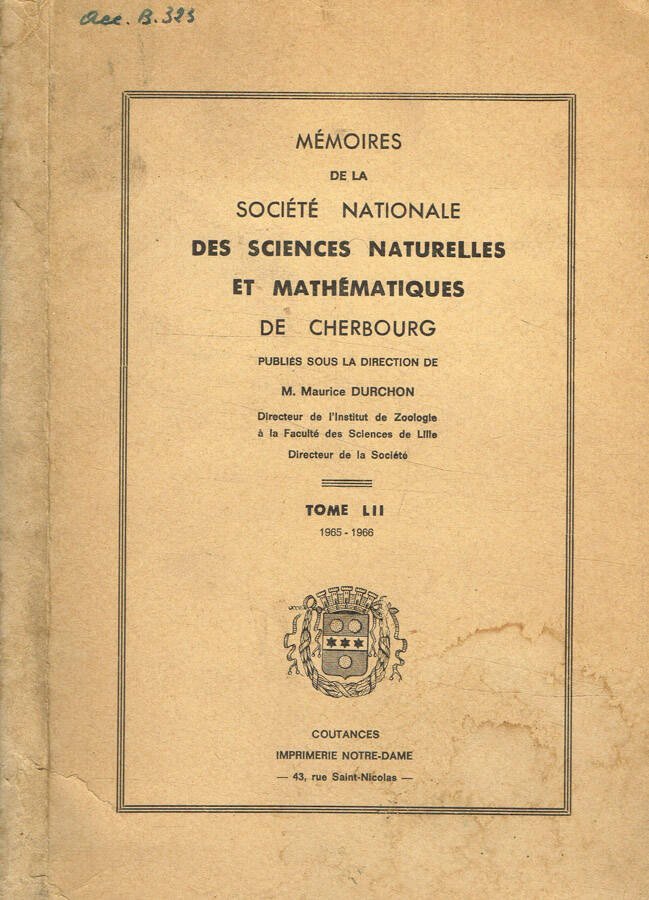 Acc. B. 323
MÉMOIRES
DE LA
SOCIÉTÉ NATIONALE
DES SCIENCES NATURELLES
ET MATHÉMATIQUES
DE CHERBOURG
PUBLIÉS SOUS LA DIRECTION DE
M. Maurice DURCHON
Directeur de l'Institut de Zoologie
à la Faculté des Sciences de Lille
Directeur de la Société
TOME LII
1965 - 1966
COUTANCES
IMPRIMERIE NOTRE-DAME
— 43, rue Saint-Nicolas —